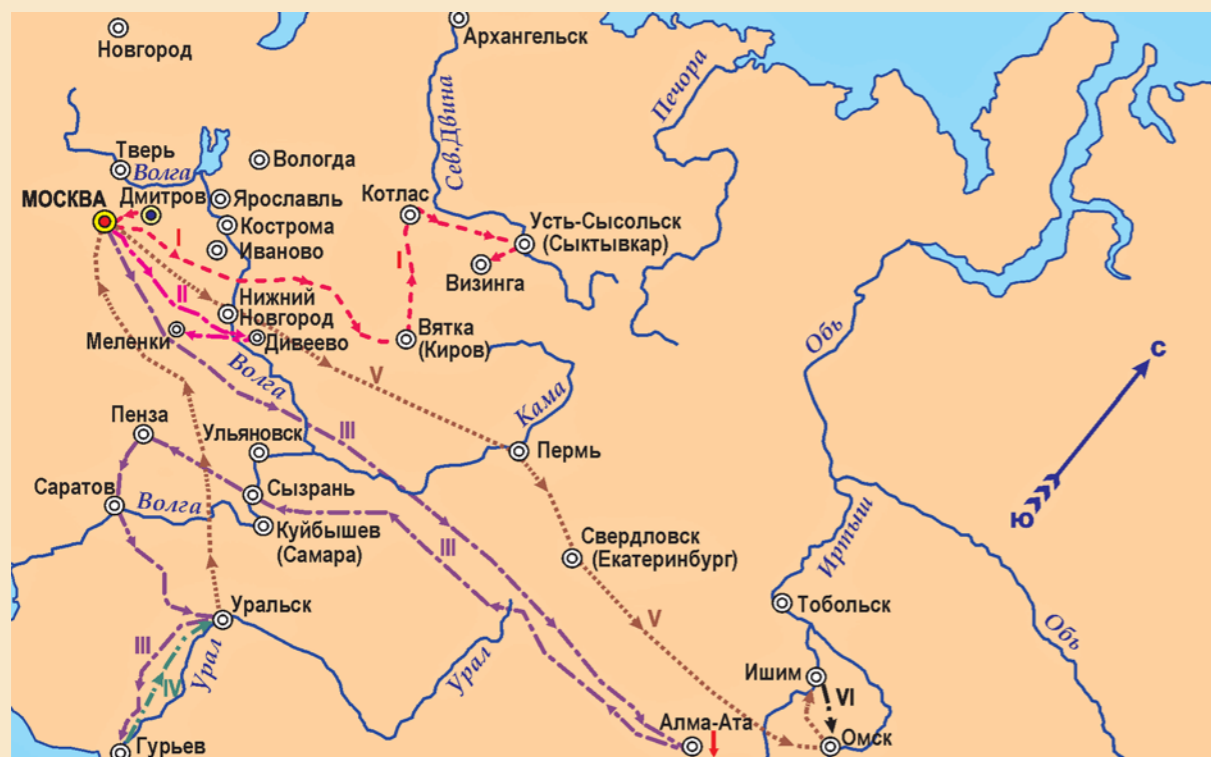 Новгород
Архангельск
Печора
Сев.Двина
Тверь
Волга
Вологда
МОСКВА
Дмитров
Ярославль
Котлас
Кострома
Усть-Сысольск
(Сыктывкар)
I
Иваново
I
Визинга
II
Нижний
Новгород
Меленки
Дивеево
Вятка
(Киров)
Обь
С
Волга
V
Кама
Пенза
Ульяновск
III
Пермь
Саратов
Волга
Сызрань
Ю
Куйбышев
(Самара)
III
Свердловск
(Екатеринбург)
Иртыш
Уральск
Тобольск
V
Обь
III
Урал
IV
Урал
Ишим
VI
Гурьев
Алма-Ата
Омск